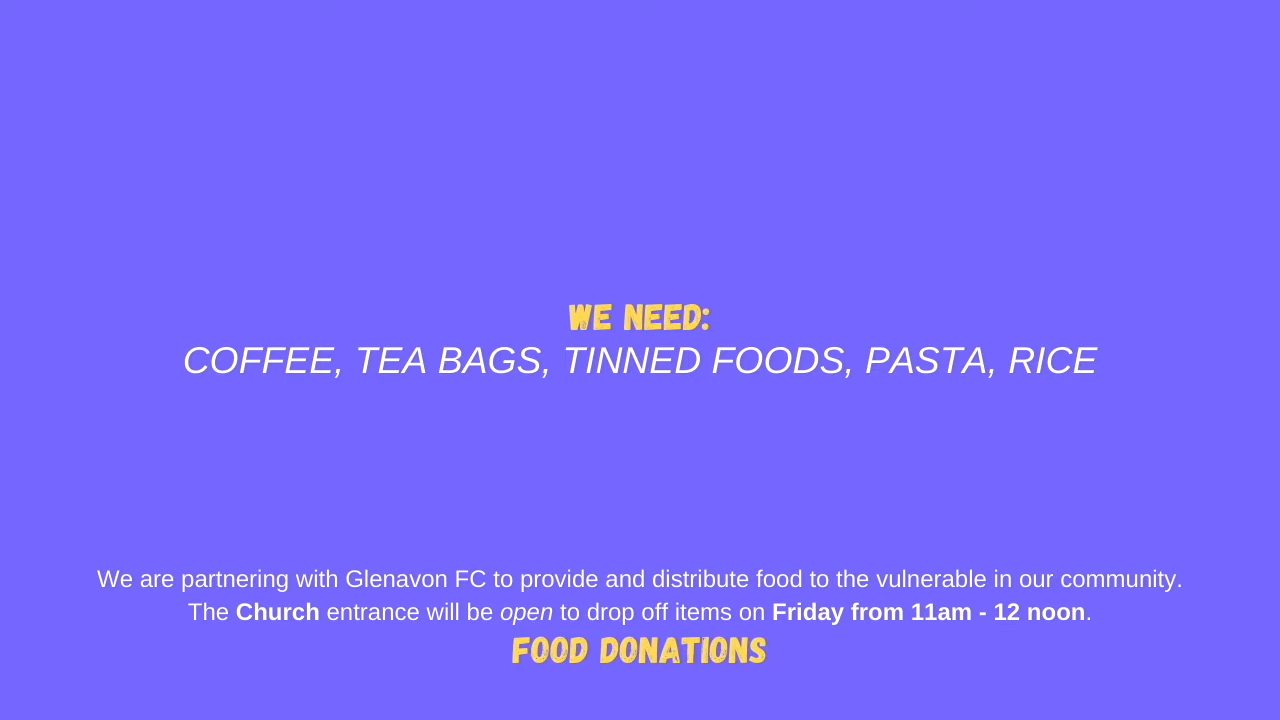 WE NEED:
COFFEE, TEA BAGS, TINNED FOODS, PASTA, RICE
We are partnering with Glenavon FC to provide and distribute food to the vulnerable in our community.
The Church entrance will be open to drop off items on Friday from 11am - 12 noon.
FOOD DONATIONS